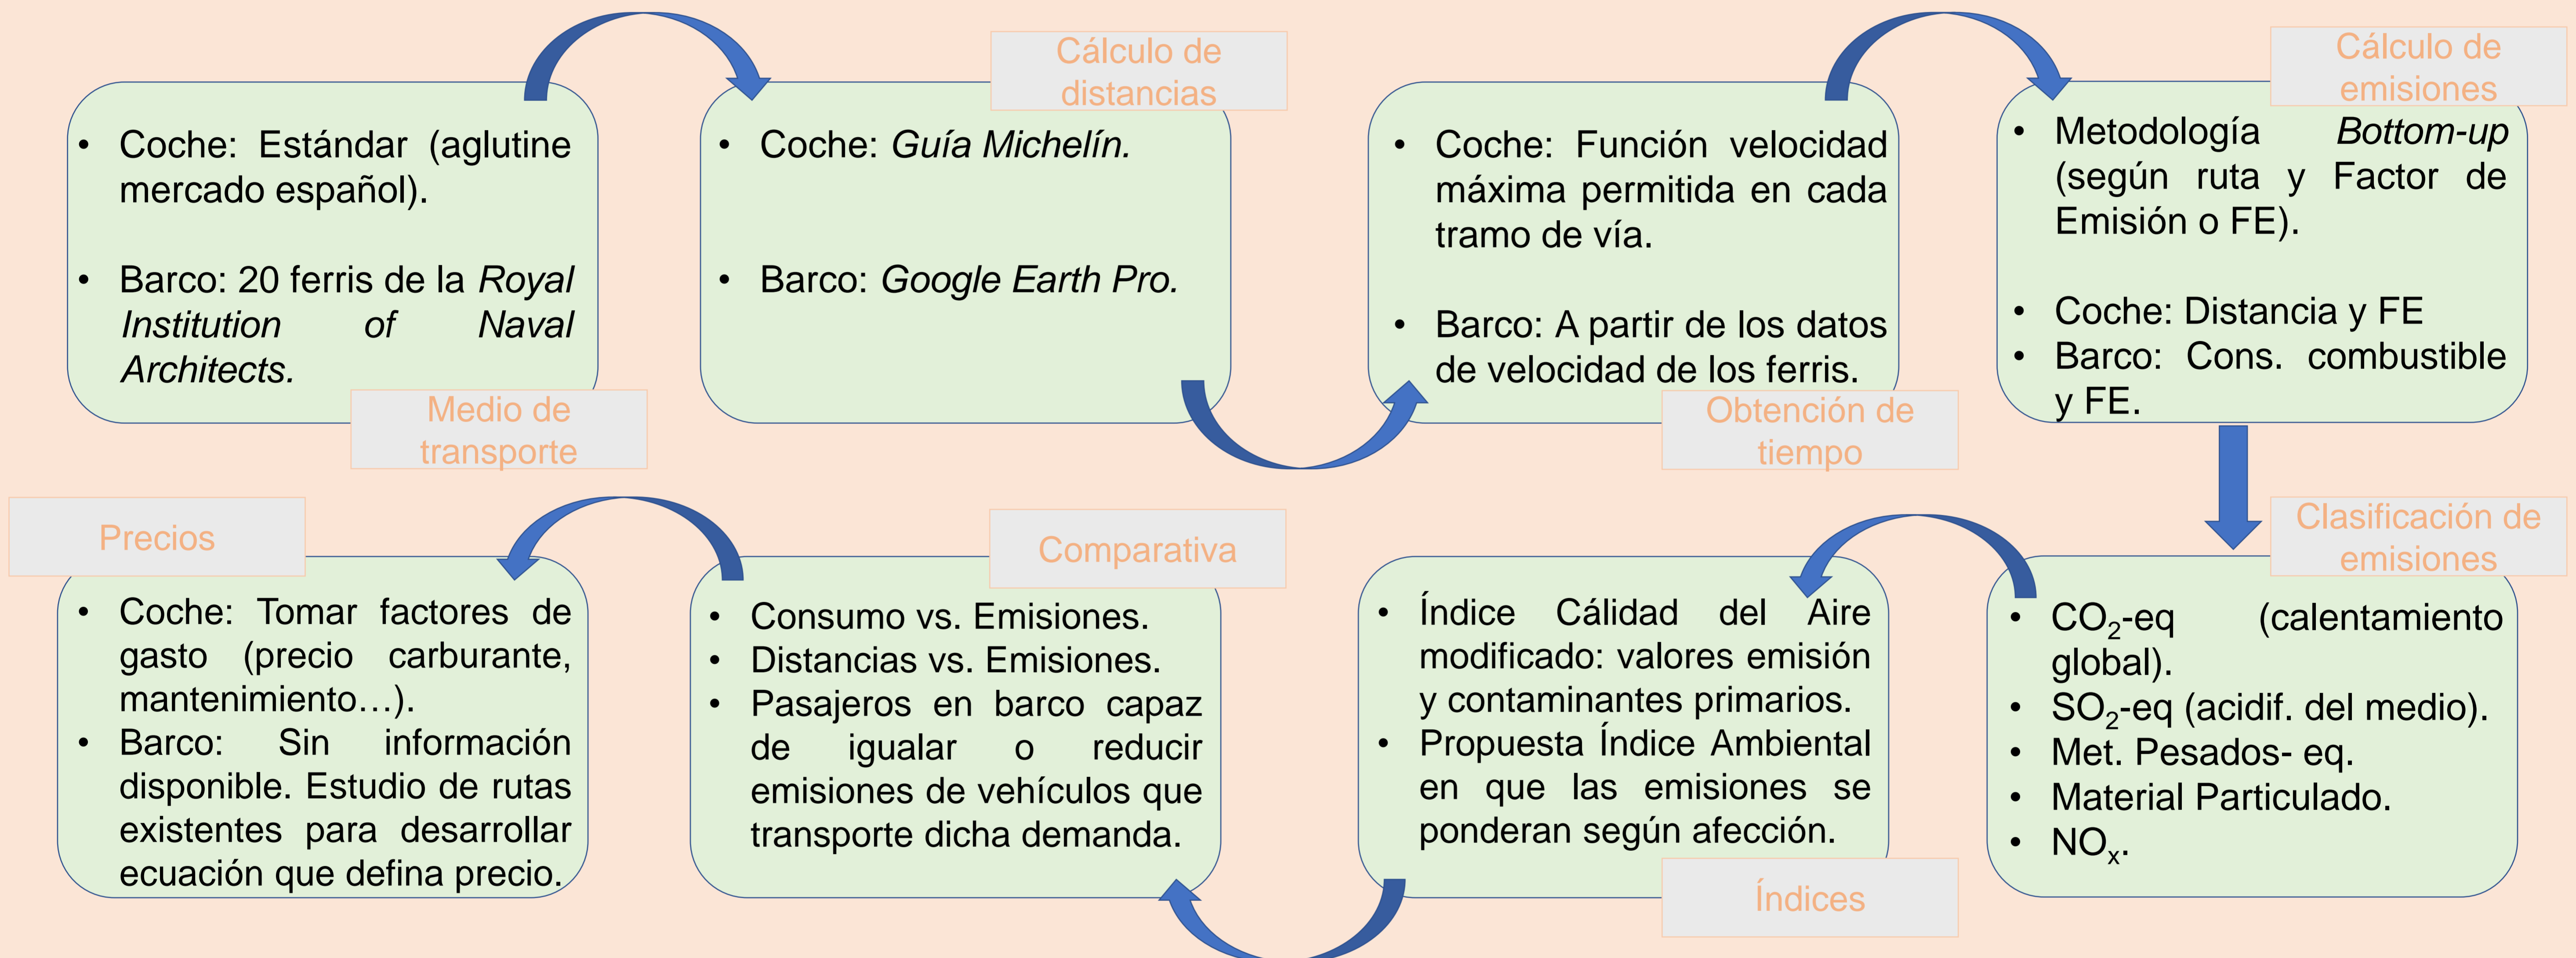 Medio de
transporte
• Coche: Estándar (aglutine
mercado español).
• Barco: 20 ferris de la Royal
Institution of Naval
Architects.
Cálculo de
distancias
• Coche: Guía Michelín.
• Barco: Google Earth Pro.
Obtención de
tiempo
• Coche: Función velocidad
máxima permitida en cada
tramo de vía.
• Barco: A partir de los datos
de velocidad de los ferris.
Cálculo de
emisiones
• Metodología Bottom-up
(según ruta y Factor de
Emisión o FE).
• Coche: Distancia y FE
• Barco: Cons. combustible
y FE.
Clasificación de
emisiones
• CO₂-eq (calentamiento
global).
• SO₂-eq (acidif. del medio).
• Met. Pesados- eq.
• Material Particulado.
• NOₓ.
Índices
• Índice Cálidad del Aire
modificado: valores emisión
y contaminantes primarios.
• Propuesta Índice Ambiental
en que las emisiones se
ponderan según afección.
Comparativa
• Consumo vs. Emisiones.
• Distancias vs. Emisiones.
• Pasajeros en barco capaz
de igualar o reducir
emisiones de vehículos que
transporte dicha demanda.
Precios
• Coche: Tomar factores de
gasto (precio carburante,
mantenimiento…).
• Barco: Sin información
disponible. Estudio de rutas
existentes para desarrollar
ecuación que defina precio.